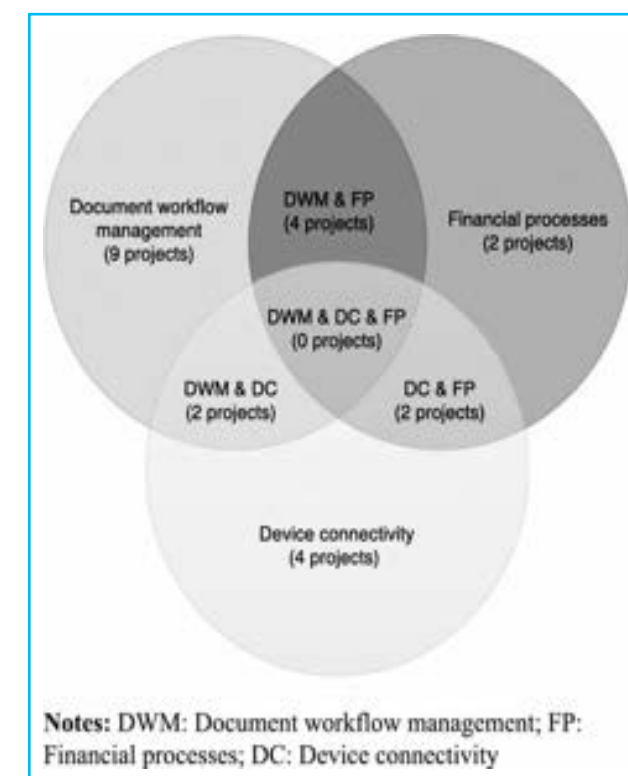 Document workflow
management
(9 projects)
DWM & FP
(4 projects)
Financial processes
(2 projects)
DWM & DC & FP
(0 projects)
DWM & DC
(2 projects)
DC & FP
(2 projects)
Device connectivity
(4 projects)
Notes: DWM: Document workflow management; FP:
Financial processes; DC: Device connectivity